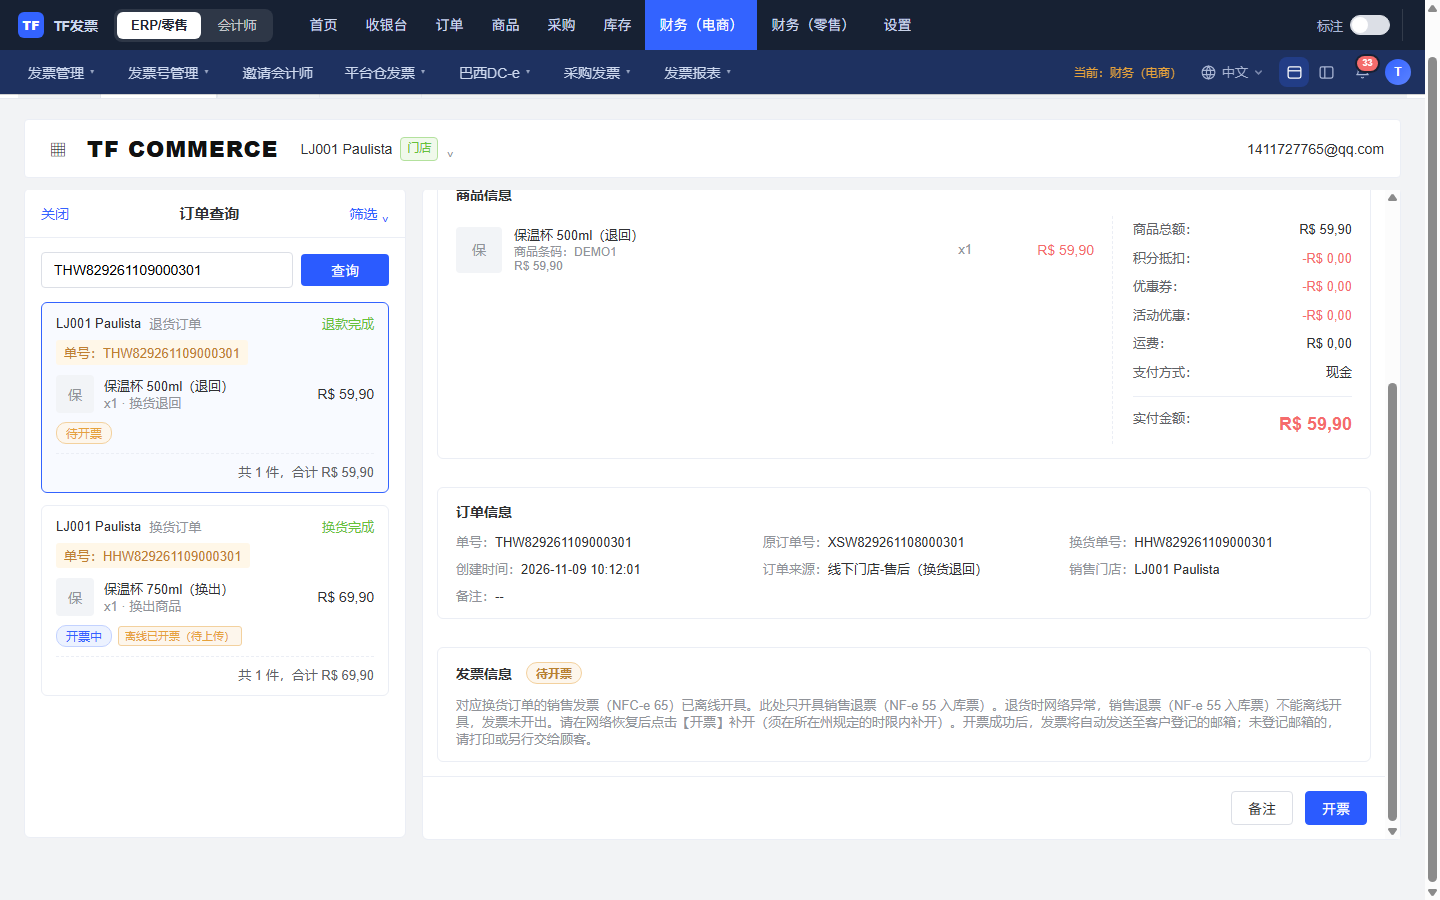 TF TF发票 ERP/零售 会计师 首页 收银台 订单 商品 采购 库存 财务（电商） 财务（零售） 设置 标注
发票管理 发票号管理 邀请会计师 平台仓发票 巴西DC-e 采购发票 发票报表 当前：财务（电商） 中文 33 T
TF COMMERCE LJ001 Paulista 门店 1411727765@qq.com
关闭 订单查询 筛选
THW829261109000301 查询
LJ001 Paulista 退货订单 退款完成
单号：THW829261109000301
保 保温杯 500ml（退回） R$ 59,90
x1 · 换货退回
待开票
共 1 件，合计 R$ 59,90
LJ001 Paulista 换货订单 换货完成
单号：HHW829261109000301
保 保温杯 750ml（换出） R$ 69,90
x1 · 换出商品
开票中 离线已开票（待上传）
共 1 件，合计 R$ 69,90
商品信息
保 保温杯 500ml（退回） x1 R$ 59,90
商品条码：DEMO1
R$ 59,90
商品总额： R$ 59,90
积分抵扣： -R$ 0,00
优惠券： -R$ 0,00
活动优惠： -R$ 0,00
运费： R$ 0,00
支付方式： 现金
实付金额： R$ 59,90
订单信息
单号：THW829261109000301 原订单号：XSW829261108000301 换货单号：HHW829261109000301
创建时间：2026-11-09 10:12:01 订单来源：线下门店-售后（换货退回） 销售门店：LJ001 Paulista
备注：--
发票信息 待开票
对应换货订单的销售发票（NFC-e 65）已离线开具。此处只开具销售退票（NF-e 55 入库票）。退货时网络异常，销售退票（NF-e 55 入库票）不能离线开
具，发票未开出。请在网络恢复后点击【开票】补开（须在所在州规定的时限内补开）。开票成功后，发票将自动发送至客户登记的邮箱；未登记邮箱的，
请打印或另行交给顾客。
备注 开票